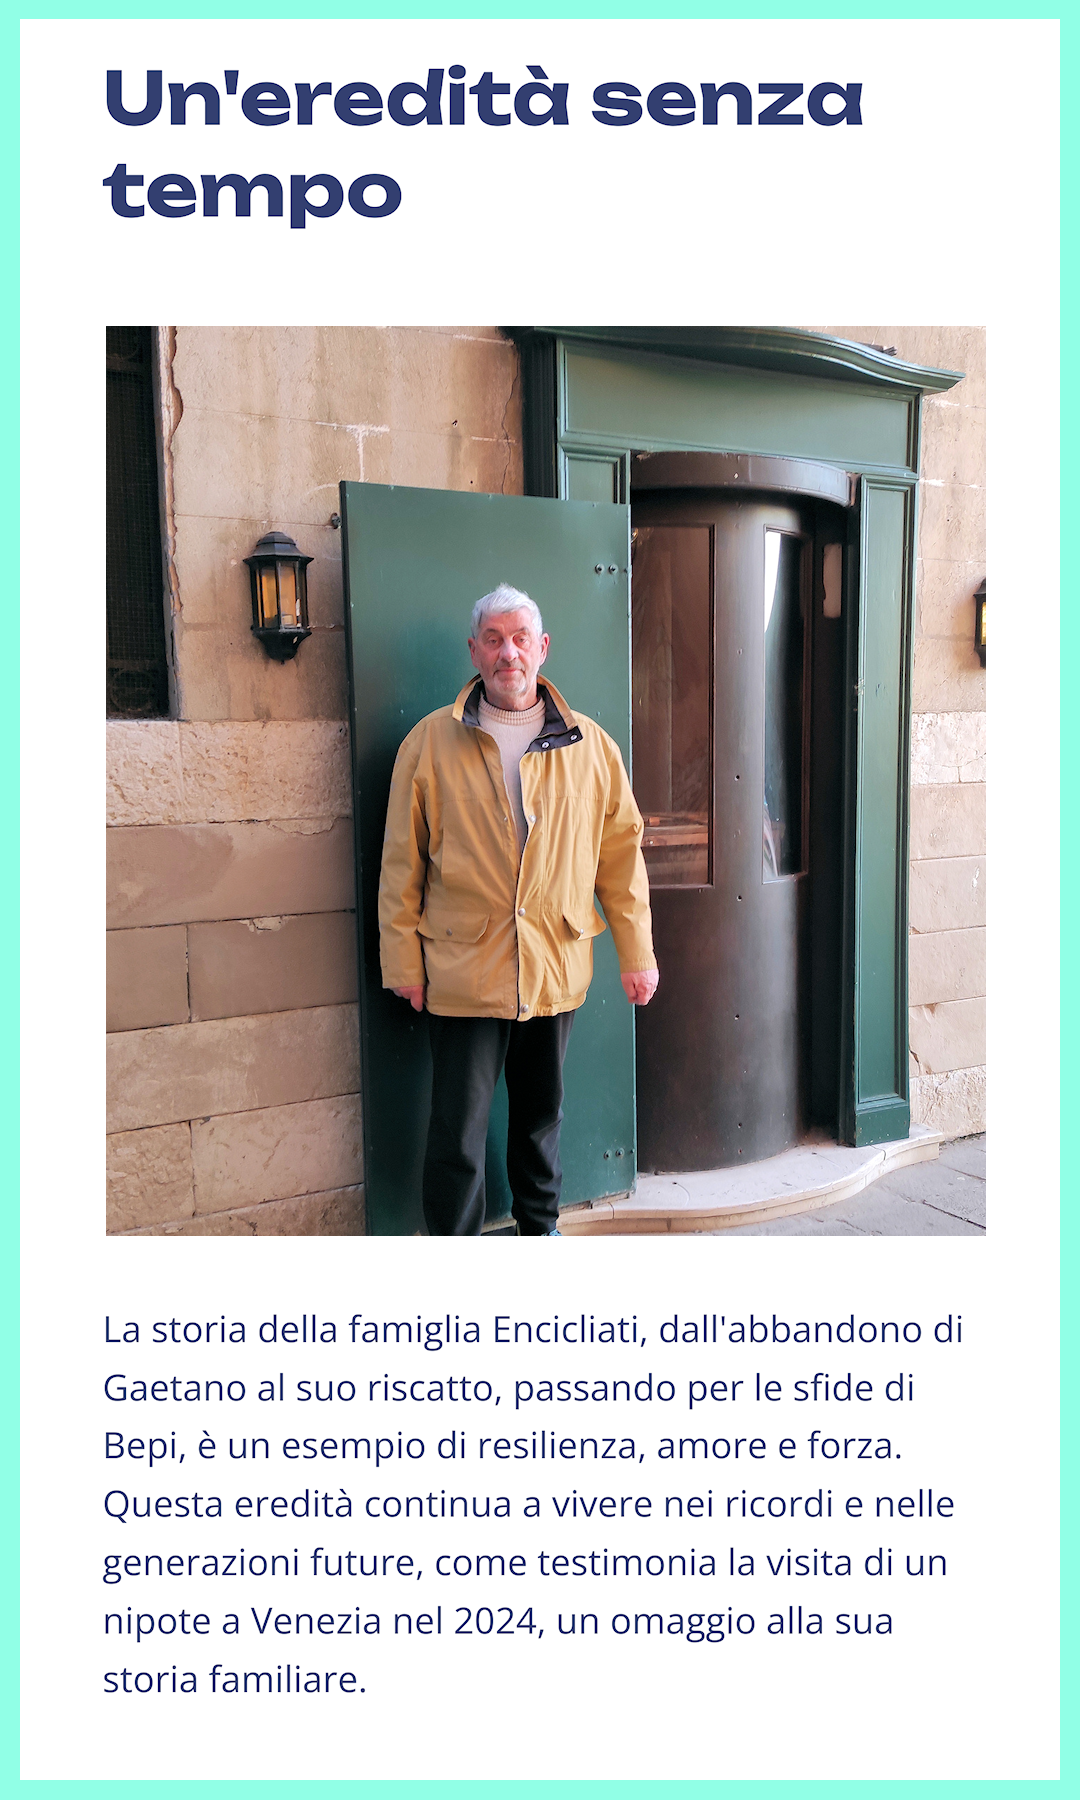 Un'eredità senza
tempo
La storia della famiglia Encicliati, dall'abbandono di
Gaetano al suo riscatto, passando per le sfide di
Bepi, è un esempio di resilienza, amore e forza.
Questa eredità continua a vivere nei ricordi e nelle
generazioni future, come testimonia la visita di un
nipote a Venezia nel 2024, un omaggio alla sua
storia familiare.